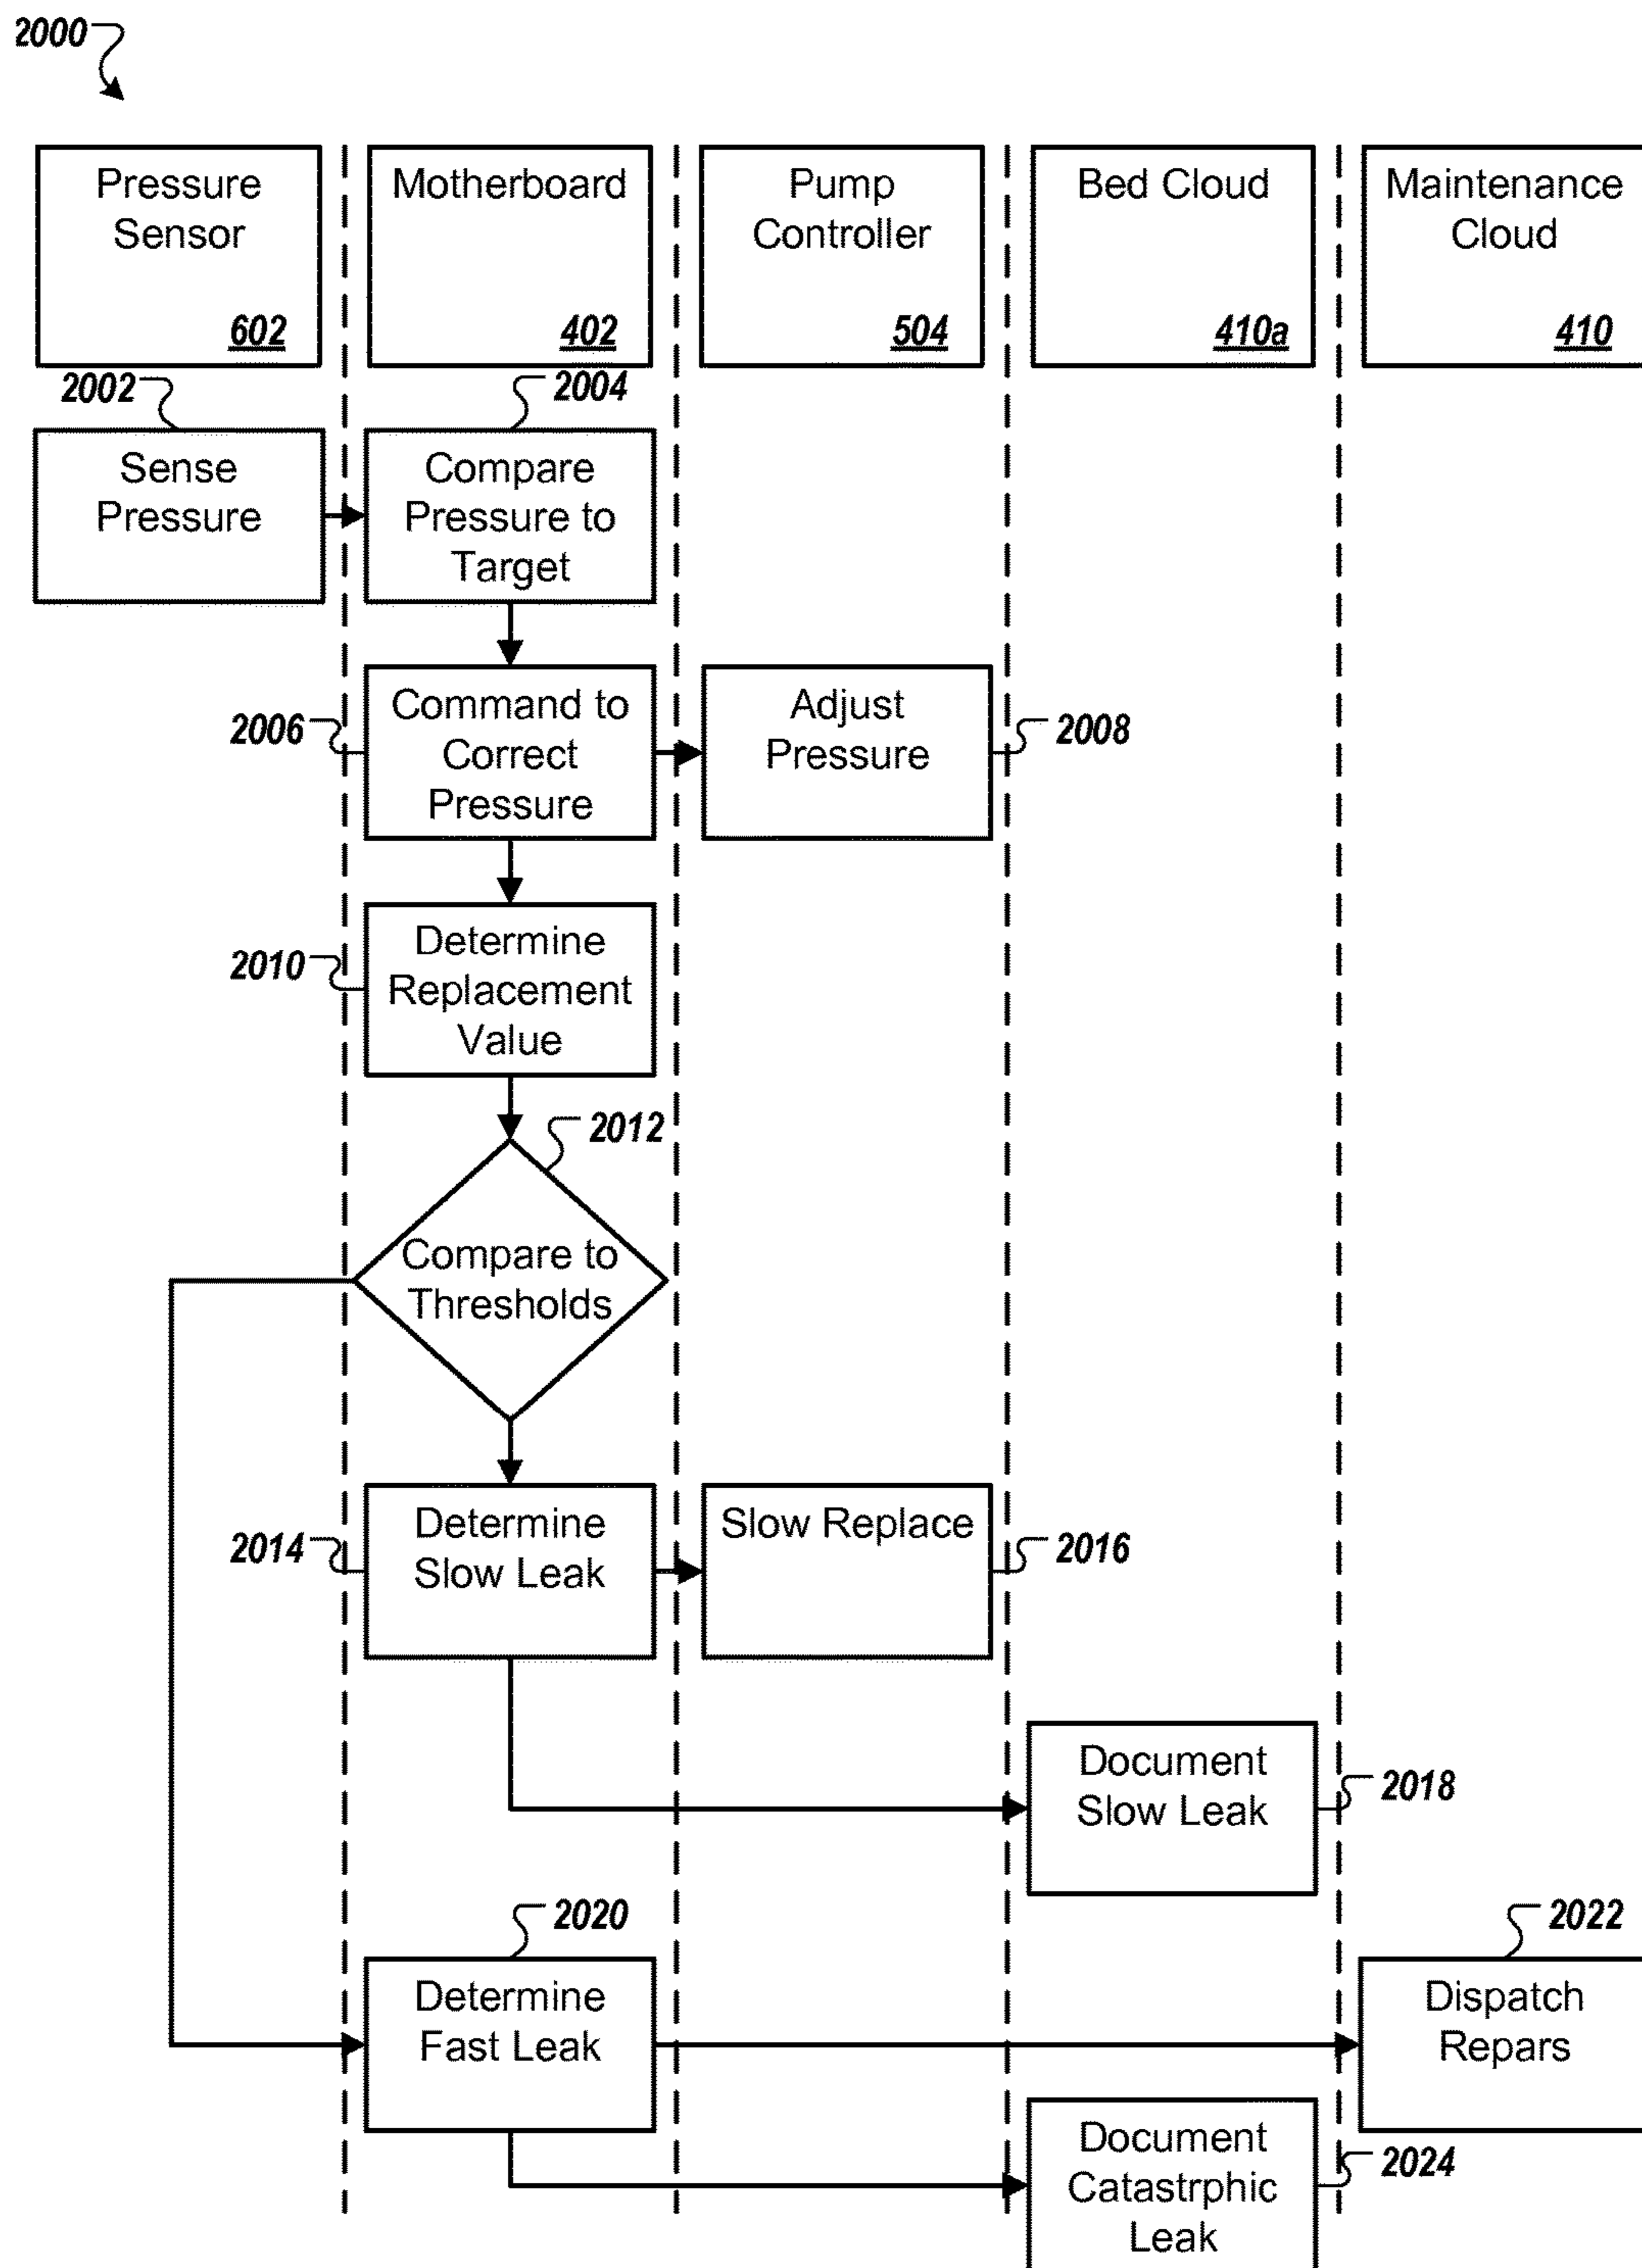 2000
Pressure
Sensor
602
Motherboard
402
Pump
Controller
504
Bed Cloud
410a
Maintenance
Cloud
410
2002
Sense
Pressure
2004
Compare
Pressure to
Target
2006
Command to
Correct
Pressure
Adjust
Pressure
2008
2010
Determine
Replacement
Value
2012
Compare to
Thresholds
2014
Determine
Slow Leak
Slow Replace
2016
Document
Slow Leak
2018
2020
Determine
Fast Leak
2022
Dispatch
Repars
Document
Catastrphic
Leak
2024